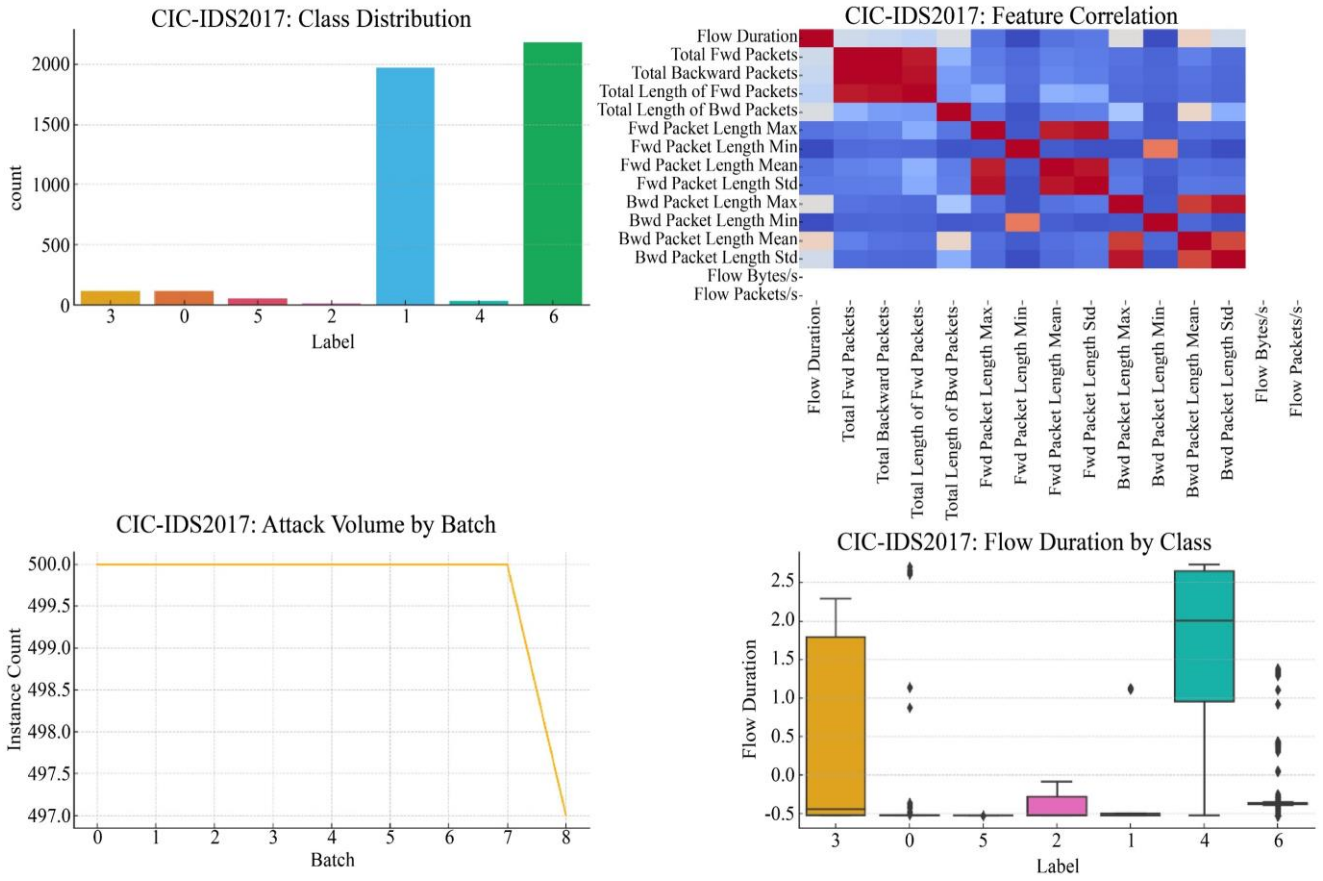 CIC-IDS2017: Class Distribution
count
2000
1500
1000
500
0
3 0 5 2 1 4 6
Label
CIC-IDS2017: Feature Correlation
Flow Duration
Total Fwd Packets
Total Backward Packets
Total Length of Fwd Packets
Total Length of Bwd Packets
Fwd Packet Length Max
Fwd Packet Length Min
Fwd Packet Length Mean
Fwd Packet Length Std
Bwd Packet Length Max
Bwd Packet Length Min
Bwd Packet Length Mean
Bwd Packet Length Std
Flow Bytes/s
Flow Packets/s
Flow Duration
Total Fwd Packets
Total Backward Packets
Total Length of Fwd Packets
Total Length of Bwd Packets
Fwd Packet Length Max
Fwd Packet Length Min
Fwd Packet Length Mean
Fwd Packet Length Std
Bwd Packet Length Max
Bwd Packet Length Min
Bwd Packet Length Mean
Bwd Packet Length Std
Flow Bytes/s
Flow Packets/s
CIC-IDS2017: Attack Volume by Batch
Instance Count
500.0
499.5
499.0
498.5
498.0
497.5
497.0
0 1 2 3 4 5 6 7 8
Batch
CIC-IDS2017: Flow Duration by Class
Flow Duration
2.5
2.0
1.5
1.0
0.5
0.0
-0.5
3 0 5 2 1 4 6
Label